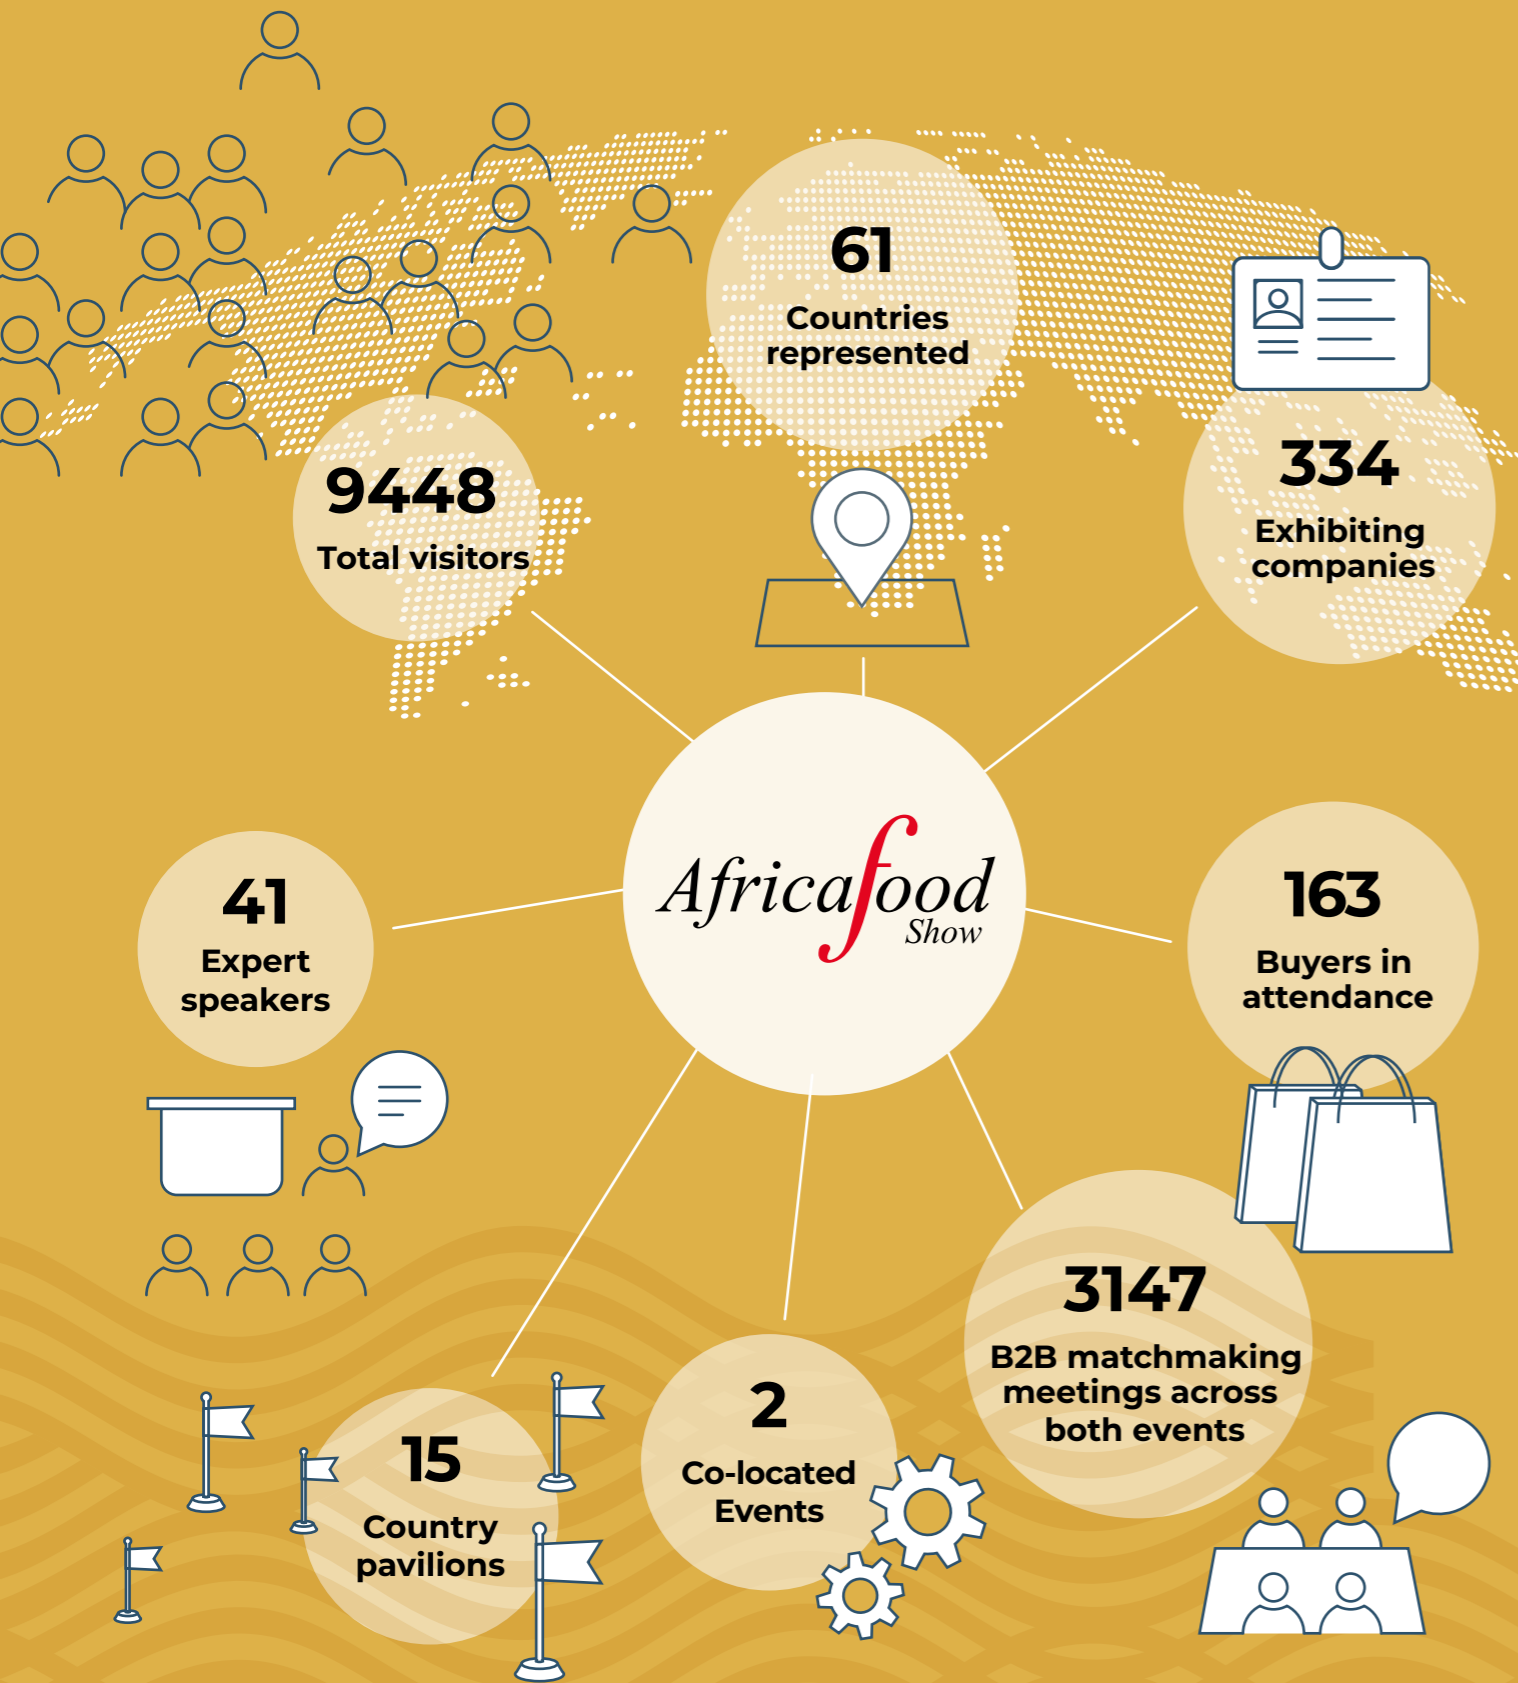 61
Countries
represented
334
Exhibiting
companies
9448
Total visitors
Africafood
Show
41
Expert
speakers
163
Buyers in
attendance
3147
B2B matchmaking
meetings across
both events
2
Co-located
Events
15
Country
pavilions